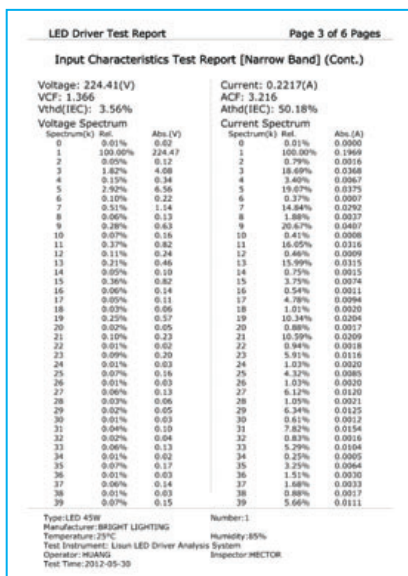 LED Driver Test Report Page 3 of 6 Pages
Input Characteristics Test Report [Narrow Band] (Cont.)
Voltage: 224.41(V) Current: 0.2217(A)
VCF: 1.366 ACF: 3.216
Vthd(IEC): 3.56% Athd(IEC): 50.18%
Voltage Spectrum Current Spectrum
Spectrum(k) Rel. Abs.(V) Spectrum(k) Rel. Abs.(A)
0 0.01% 0.02 0 0.01% 0.0000
1 100.00% 224.47 1 100.00% 0.1969
2 0.05% 0.12 2 0.79% 0.0016
3 1.82% 4.08 3 18.69% 0.0368
4 0.15% 0.34 4 3.40% 0.0067
5 2.92% 6.56 5 19.07% 0.0375
6 0.10% 0.22 6 0.37% 0.0007
7 0.51% 1.14 7 14.84% 0.0292
8 0.06% 0.13 8 1.88% 0.0037
9 0.28% 0.63 9 20.67% 0.0407
10 0.07% 0.16 10 0.41% 0.0008
11 0.37% 0.82 11 16.05% 0.0316
12 0.11% 0.24 12 0.46% 0.0009
13 0.21% 0.46 13 15.99% 0.0315
14 0.05% 0.10 14 0.75% 0.0015
15 0.36% 0.82 15 3.75% 0.0074
16 0.06% 0.14 16 0.54% 0.0011
17 0.05% 0.11 17 4.78% 0.0094
18 0.03% 0.06 18 1.01% 0.0020
19 0.25% 0.57 19 10.34% 0.0204
20 0.02% 0.05 20 0.88% 0.0017
21 0.10% 0.23 21 10.59% 0.0209
22 0.01% 0.02 22 0.94% 0.0018
23 0.09% 0.20 23 5.91% 0.0116
24 0.01% 0.03 24 1.03% 0.0020
25 0.07% 0.16 25 4.32% 0.0085
26 0.01% 0.03 26 1.03% 0.0020
27 0.06% 0.13 27 6.12% 0.0120
28 0.03% 0.06 28 1.05% 0.0021
29 0.02% 0.05 29 6.34% 0.0125
30 0.01% 0.03 30 0.61% 0.0012
31 0.04% 0.10 31 7.82% 0.0154
32 0.02% 0.04 32 0.83% 0.0016
33 0.06% 0.13 33 5.29% 0.0104
34 0.01% 0.02 34 0.25% 0.0005
35 0.07% 0.17 35 3.25% 0.0064
36 0.01% 0.03 36 1.51% 0.0030
37 0.06% 0.14 37 1.68% 0.0033
38 0.01% 0.03 38 0.88% 0.0017
39 0.07% 0.15 39 5.66% 0.0111
Type:LED 45W Number:1
Manufacturer:BRIGHT LIGHTING
Temperature:25°C Humidity:85%
Test Instrument: Lisun LED Driver Analysis System
Operator:HUANG Inspector:HECTOR
Test Time:2012-05-30